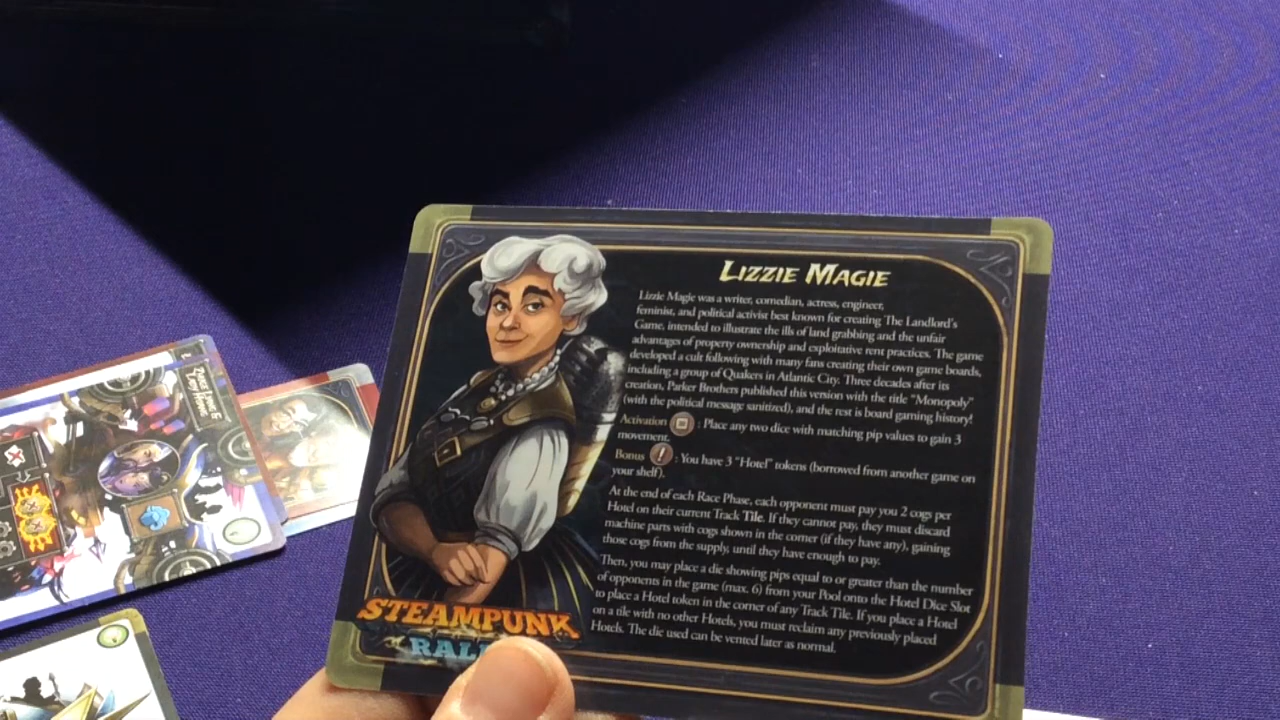 LIZZIE MAGIE
Lizzie Magie was a writer, comedian, actress, engineer,
feminist, and political activist best known for creating The Landlord's
Game, intended to illustrate the ills of land grabbing and the unfair
advantages of property ownership and exploitative rent practices. The game
developed a cult following with many fans creating their own game boards,
including a group of Quakers in Atlantic City. Three decades after its
creation, Parker Brothers published this version with the title "Monopoly"
(with the political message sanitized), and the rest is board gaming history!
Activation : Place any two dice with matching pip values to gain 3
movement.
Bonus ! : You have 3 "Hotel" tokens (borrowed from another game on
your shelf).
At the end of each Race Phase, each opponent must pay you 2 cogs per
Hotel on their current Track Tile. If they cannot pay, they must discard
machine parts with cogs shown in the corner (if they have any), gaining
those cogs from the supply, until they have enough to pay.
Then, you may place a die showing pips equal to or greater than the number
of opponents in the game (max. 6) from your Pool onto the Hotel Dice Slot
to place a Hotel token in the corner of any Track Tile. If you place a Hotel
on a tile with no other Hotels, you must reclaim any previously placed
Hotels. The die used can be vented later as normal.
STEAMPUNK